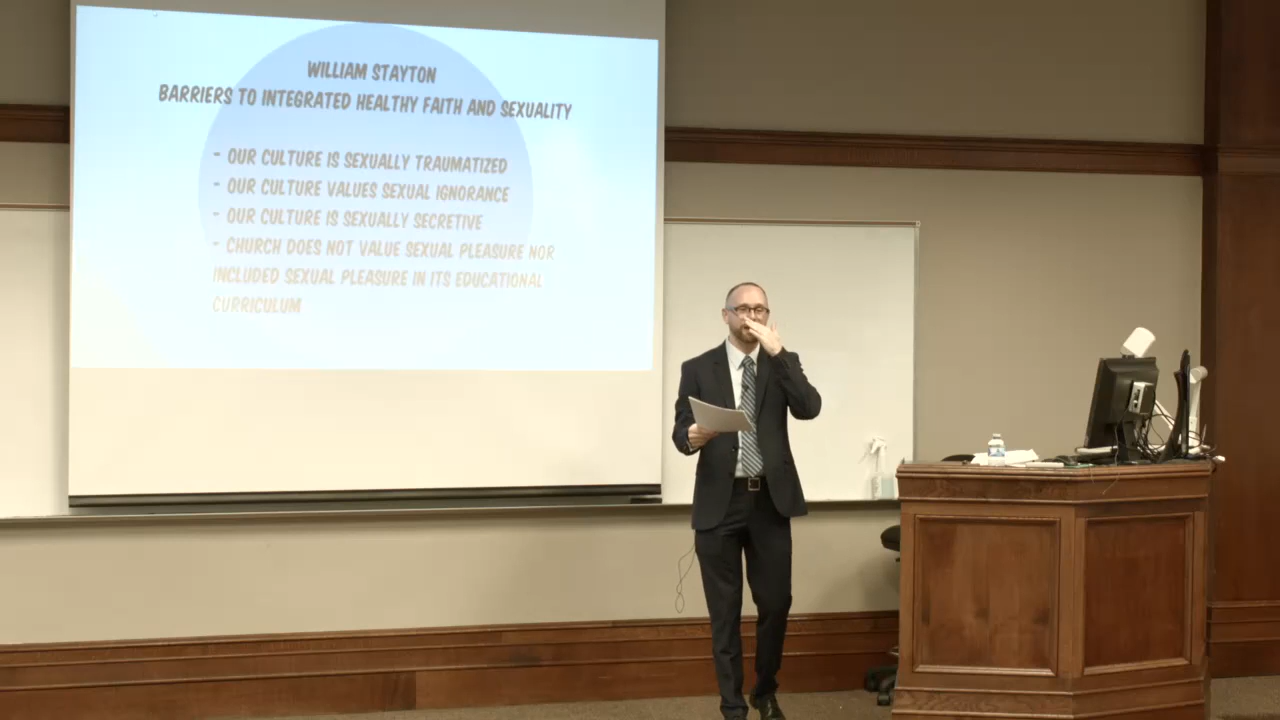 WILLIAM STAYTON
BARRIERS TO INTEGRATED HEALTHY FAITH AND SEXUALITY
- OUR CULTURE IS SEXUALLY TRAUMATIZED
- OUR CULTURE VALUES SEXUAL IGNORANCE
- OUR CULTURE IS SEXUALLY SECRETIVE
- CHURCH DOES NOT VALUE SEXUAL PLEASURE NOR
INCLUDED SEXUAL PLEASURE IN ITS EDUCATIONAL
CURRICULUM